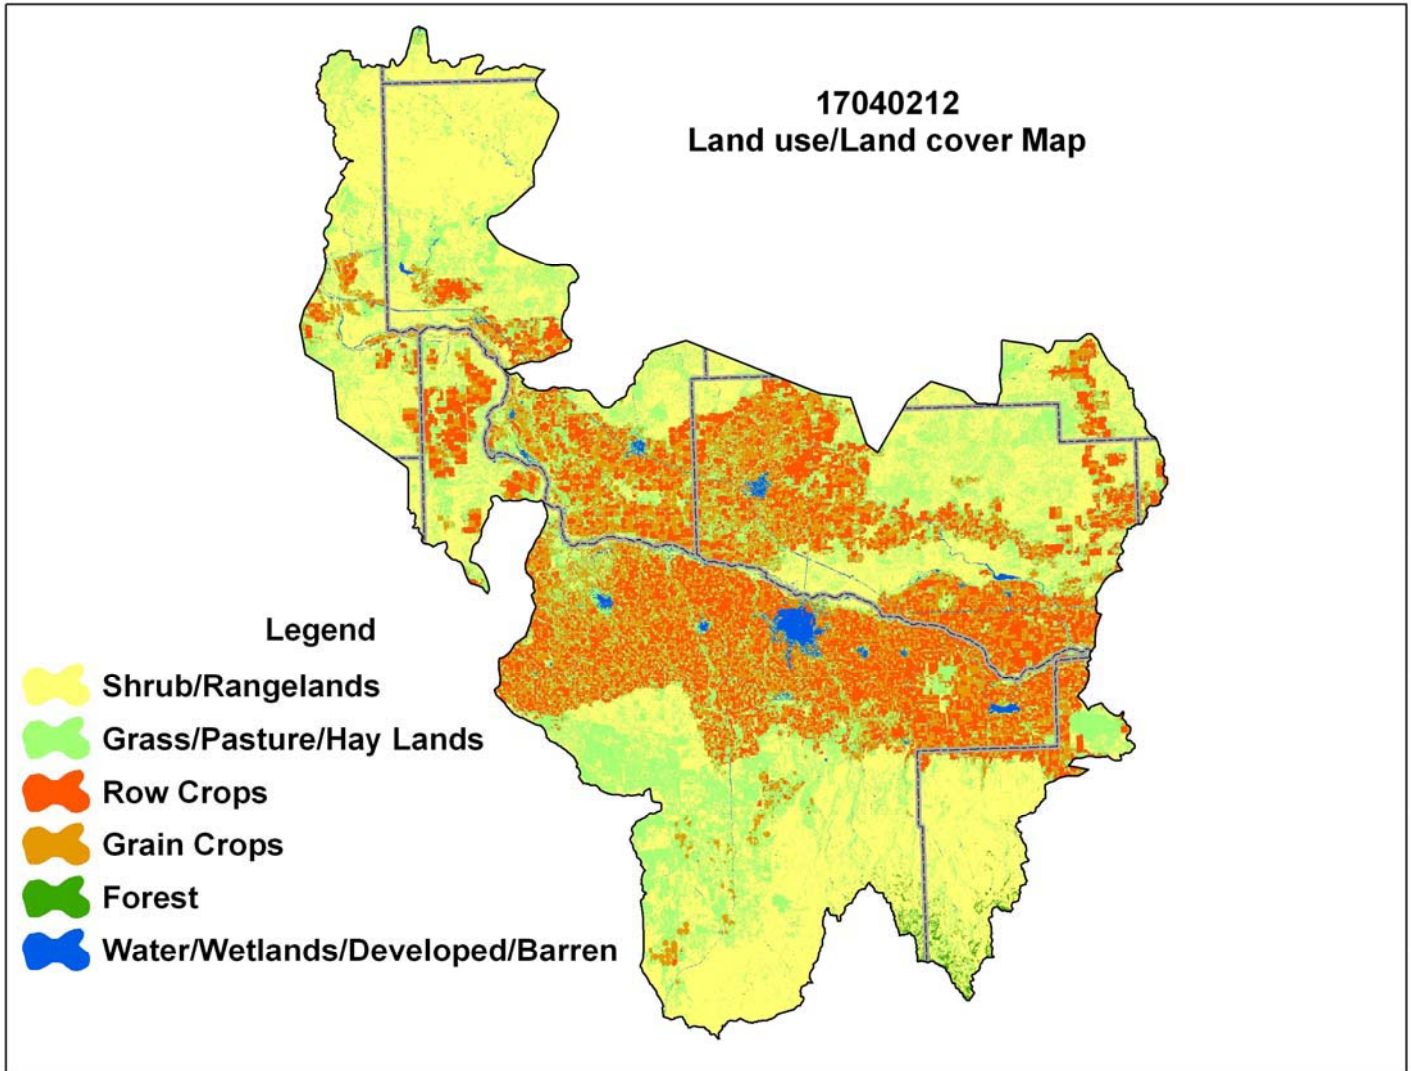 17040212
Land use/Land cover Map
Legend
Shrub/Rangelands
Grass/Pasture/Hay Lands
Row Crops
Grain Crops
Forest
Water/Wetlands/Developed/Barren